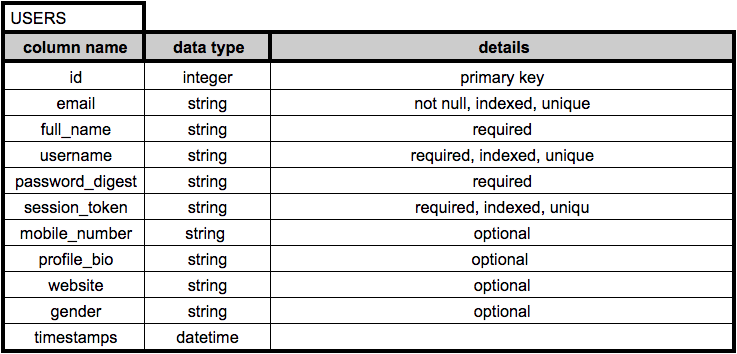 USERS
column name data type details
id integer primary key
email string not null, indexed, unique
full_name string required
username string required, indexed, unique
password_digest string required
session_token string required, indexed, uniqu
mobile_number string optional
profile_bio string optional
website string optional
gender string optional
timestamps datetime